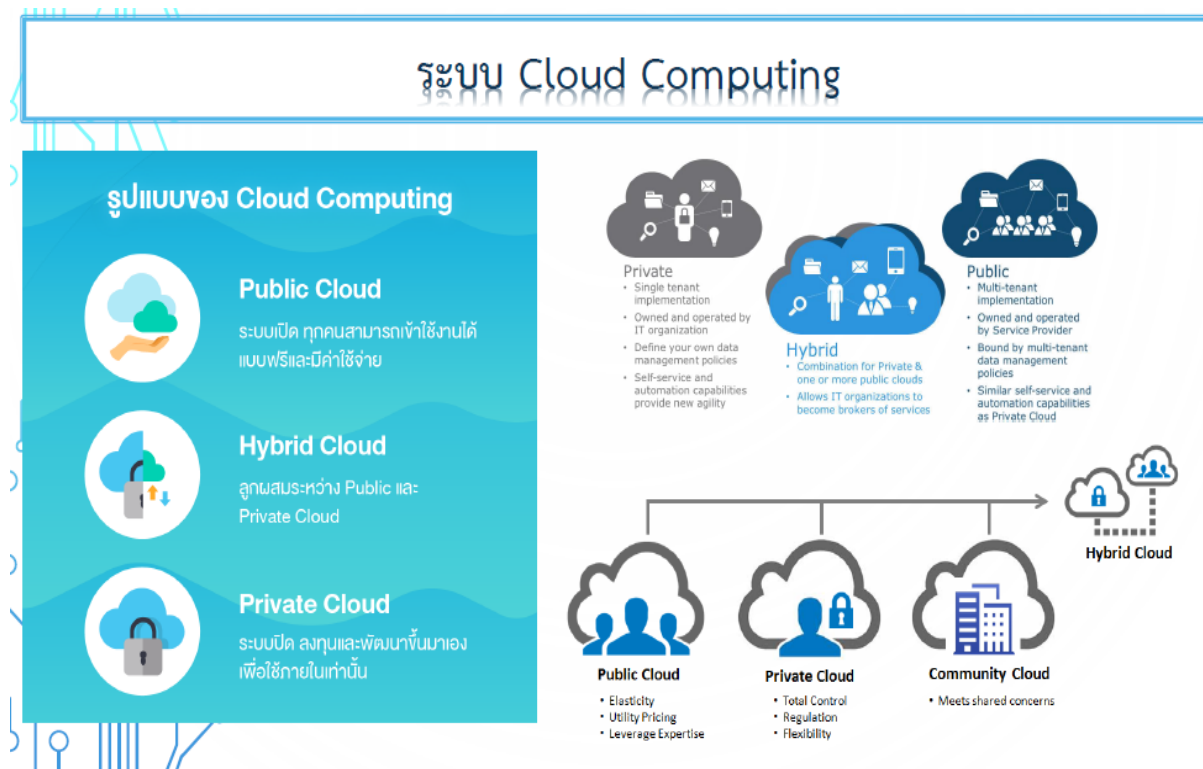 ระบบ Cloud Computing
รูปแบบของ Cloud Computing
Public Cloud
ระบบเปิด ทุกคนสามารถเข้าใช้งานได้
แบบฟรีและมีค่าใช้จ่าย
Hybrid Cloud
ลูกผสมระหว่าง Public และ
Private Cloud
Private Cloud
ระบบปิด ลงทุนและพัฒนาขึ้นมาเอง
เพื่อใช้ภายในเท่านั้น
Private
• Single tenant
implementation
• Owned and operated by
IT organization
• Define your own data
management policies
• Self-service and
automation capabilities
provide new agility
Hybrid
• Combination for Private &
one or more public clouds
• Allows IT organizations to
become brokers of services
Public
• Multi-tenant
implementation
• Owned and operated
by Service Provider
• Bound by multi-tenant
data management
policies
• Similar self-service and
automation capabilities
as Private Cloud
Hybrid Cloud
Public Cloud
• Elasticity
• Utility Pricing
• Leverage Expertise
Private Cloud
• Total Control
• Regulation
• Flexibility
Community Cloud
• Meets shared concerns